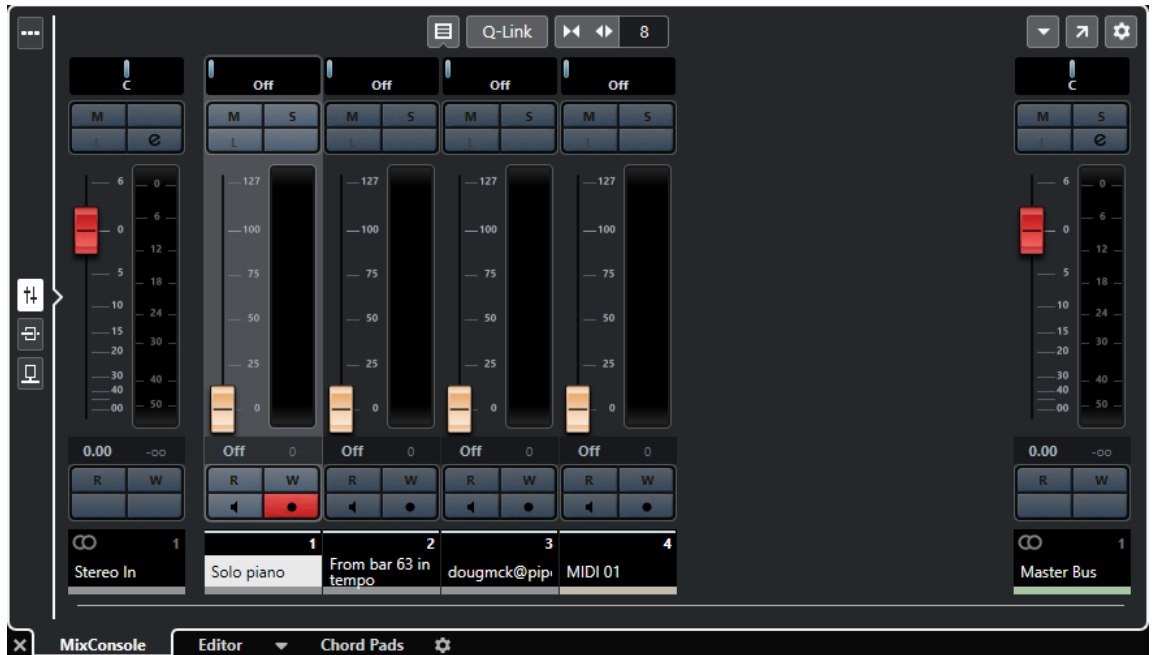 Q-Link 8
C Off Off Off Off C
M M S M S M S M S M S
L e L L L L L e
6 0 127 127 127 127 6 0
0 6 100 100 100 100 0 6
12 12
5 18 75 75 75 75 5 18
10 24 50 50 50 50 10 24
15 30 15 30
20 25 25 25 25 20
30 40 30 40
40 40
00 50 0 0 0 0 00 50
0.00 -oo Off 0 Off 0 Off 0 Off 0 0.00 -oo
R W R W R W R W R W R W
1 1 2 3 4 1
Stereo In Solo piano From bar 63 in dougmck@pip MIDI 01 Master Bus
tempo
MixConsole Editor Chord Pads